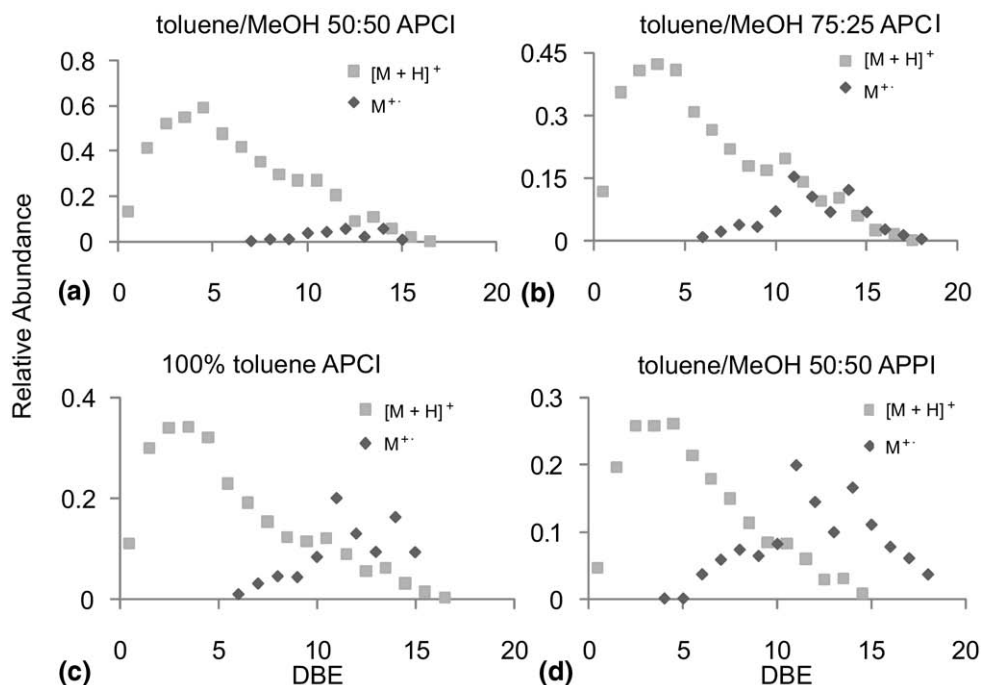 toluene/MeOH 50:50 APCI
0.8
0.6
0.4
0.2
0
[M + H]+
M+·
0 5 10 15 20
(a)
toluene/MeOH 75:25 APCI
0.45
0.3
0.15
0
[M + H]+
M+·
0 5 10 15 20
(b)
Relative Abundance
100% toluene APCI
0.4
0.2
0
[M + H]+
M+·
0 5 10 15 20
DBE
(c)
toluene/MeOH 50:50 APPI
0.3
0.2
0.1
0
[M + H]+
M+·
0 5 10 15 20
DBE
(d)